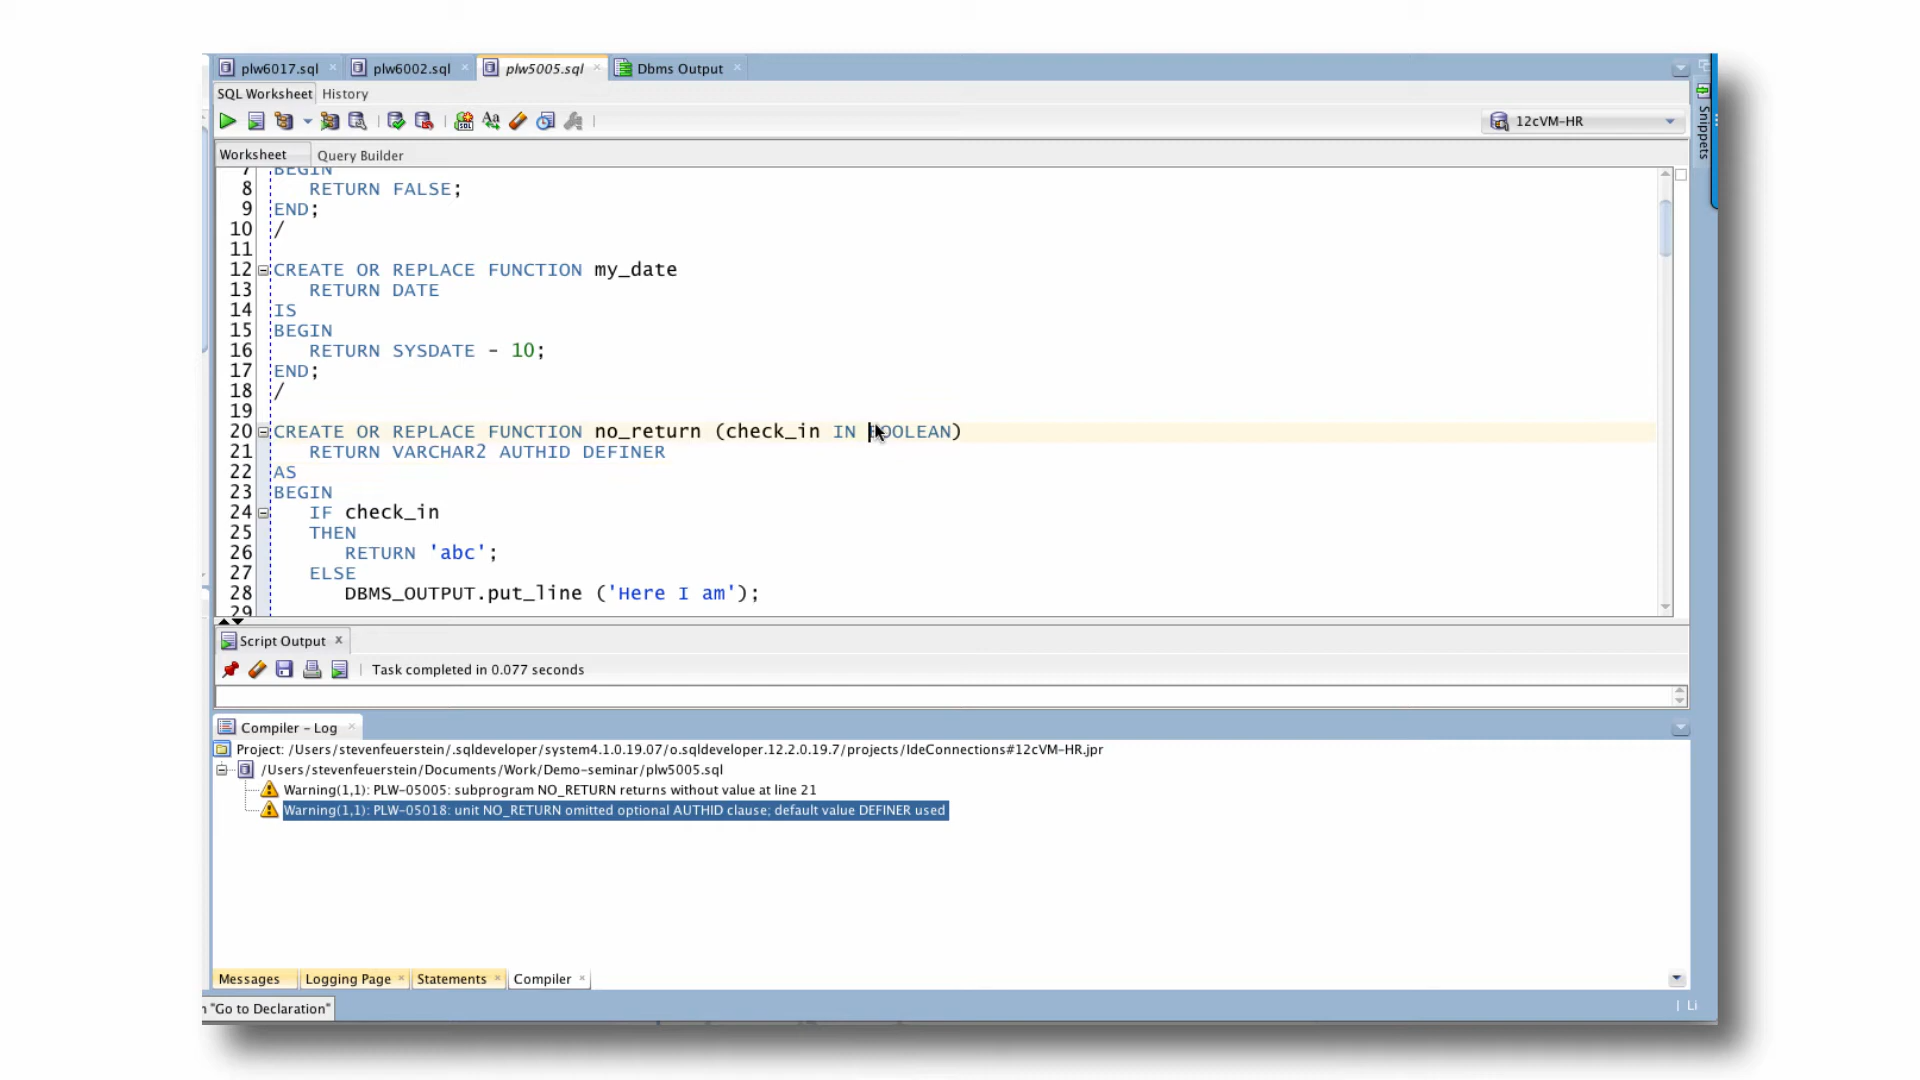 plw6017.sql
plw6002.sql
plw5005.sql
Dbms Output
SQL Worksheet
History
12cVM-HR
Snippets
Worksheet
Query Builder
7 BEGIN
8 RETURN FALSE;
9 END;
10 /
11
12 CREATE OR REPLACE FUNCTION my_date
13 RETURN DATE
14 IS
15 BEGIN
16 RETURN SYSDATE - 10;
17 END;
18 /
19
20 CREATE OR REPLACE FUNCTION no_return (check_in IN BOOLEAN)
21 RETURN VARCHAR2 AUTHID DEFINER
22 AS
23 BEGIN
24 IF check_in
25 THEN
26 RETURN 'abc';
27 ELSE
28 DBMS_OUTPUT.put_line ('Here I am');
29
Script Output
Task completed in 0.077 seconds
Compiler – Log
Project: /Users/stevenfeuerstein/.sqldeveloper/system4.1.0.19.07/o.sqldeveloper.12.2.0.19.7/projects/IdeConnections#12cVM-HR.jpr
/Users/stevenfeuerstein/Documents/Work/Demo-seminar/plw5005.sql
Warning(1,1): PLW-05005: subprogram NO_RETURN returns without value at line 21
Warning(1,1): PLW-05018: unit NO_RETURN omitted optional AUTHID clause; default value DEFINER used
Messages
Logging Page
Statements
Compiler
"Go to Declaration"
Li